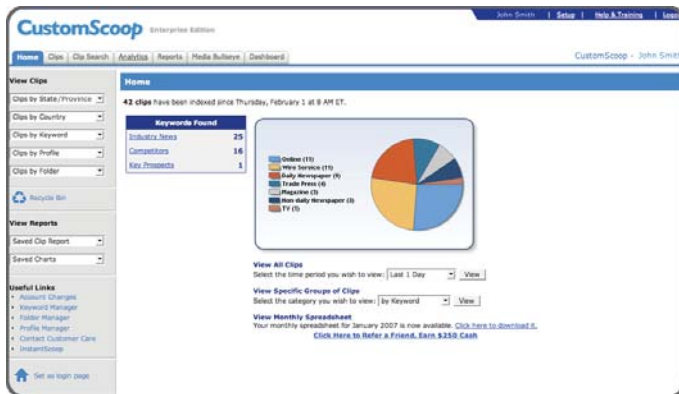 John Smith | Setup | Help & Training |
CustomScoop Enterprise Edition
Home Clips Clip Search Analytics Reports Media Bullseye Dashboard
CustomScoop - John Smith
View Clips
Clips by State/Province
Clips by Country
Clips by Keyword
Clips by Profile
Clips by Folder
Recycle Bin
View Reports
Saved Clip Report
Saved Charts
Useful Links
Account Changes
Keyword Manager
Folder Manager
Profile Manager
Contact Customer Care
InstantScoop
Set as login page
Home
42 clips have been indexed since Thursday, February 1 at 8 AM ET.
Keywords Found
Industry News 25
Competitors 16
Key Prospects 1
Online (11)
Wire Service (11)
Daily Newspaper (9)
Trade Press (4)
Magazine (3)
Non-daily Newspaper (3)
TV (1)
View All Clips
Select the time period you wish to view: Last 1 Day View
View Specific Groups of Clips
Select the category you wish to view: by Keyword View
View Monthly Spreadsheet
Your monthly spreadsheet for January 2007 is now available. Click here to download it.
Click Here to Refer a Friend, Earn $250 Cash